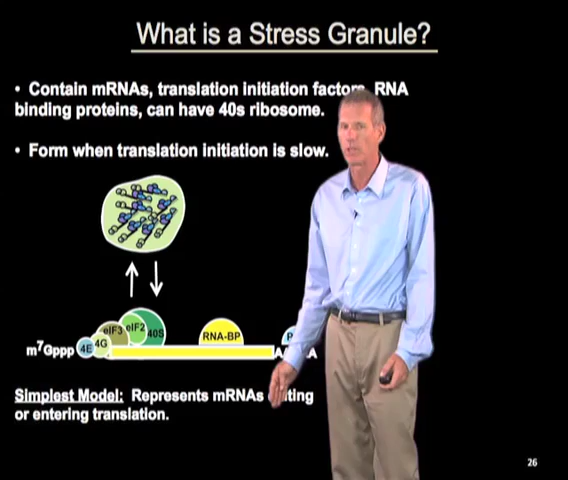 What is a Stress Granule?
• Contain mRNAs, translation initiation factors, RNA
binding proteins, can have 40s ribosome.
• Form when translation initiation is slow.
m7Gppp 4E 4G eIF3 eIF2 40S RNA-BP P A A
Simplest Model: Represents mRNAs iting
or entering translation.
26